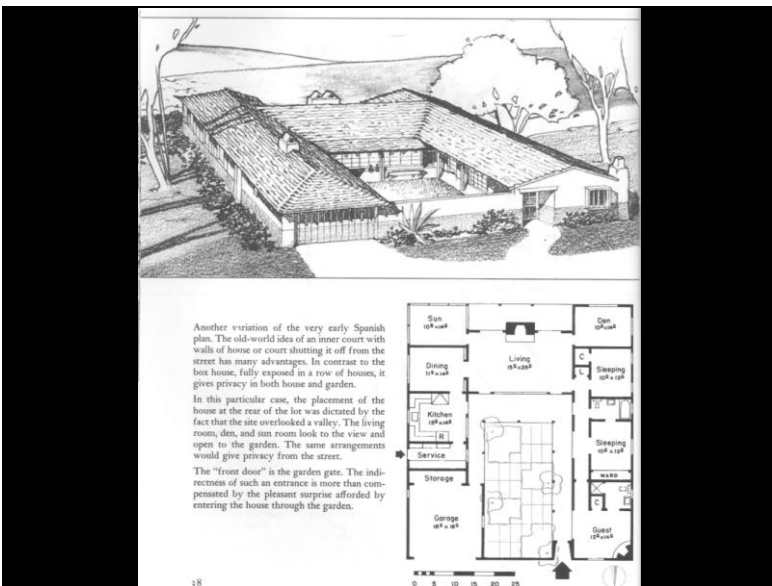 Another variation of the very early Spanish
plan. The old-world idea of an inner court with
walls of house or court shutting it off from the
street has many advantages. In contrast to the
box house, fully exposed in a row of houses, it
gives privacy in both house and garden.
In this particular case, the placement of the
house at the rear of the lot was dictated by the
fact that the site overlooked a valley. The living
room, den, and sun room look to the view and
open to the garden. The same arrangements
would give privacy from the street.
The "front door" is the garden gate. The indi-
rectness of such an entrance is more than com-
pensated by the pleasant surprise afforded by
entering the house through the garden.
28
Sun
Den
Living
Dining
C
L
Sleeping
Kitchen
R
Service
Sleeping
WARD
Storage
C
Garage
Guest
0 5 10 15 20 25